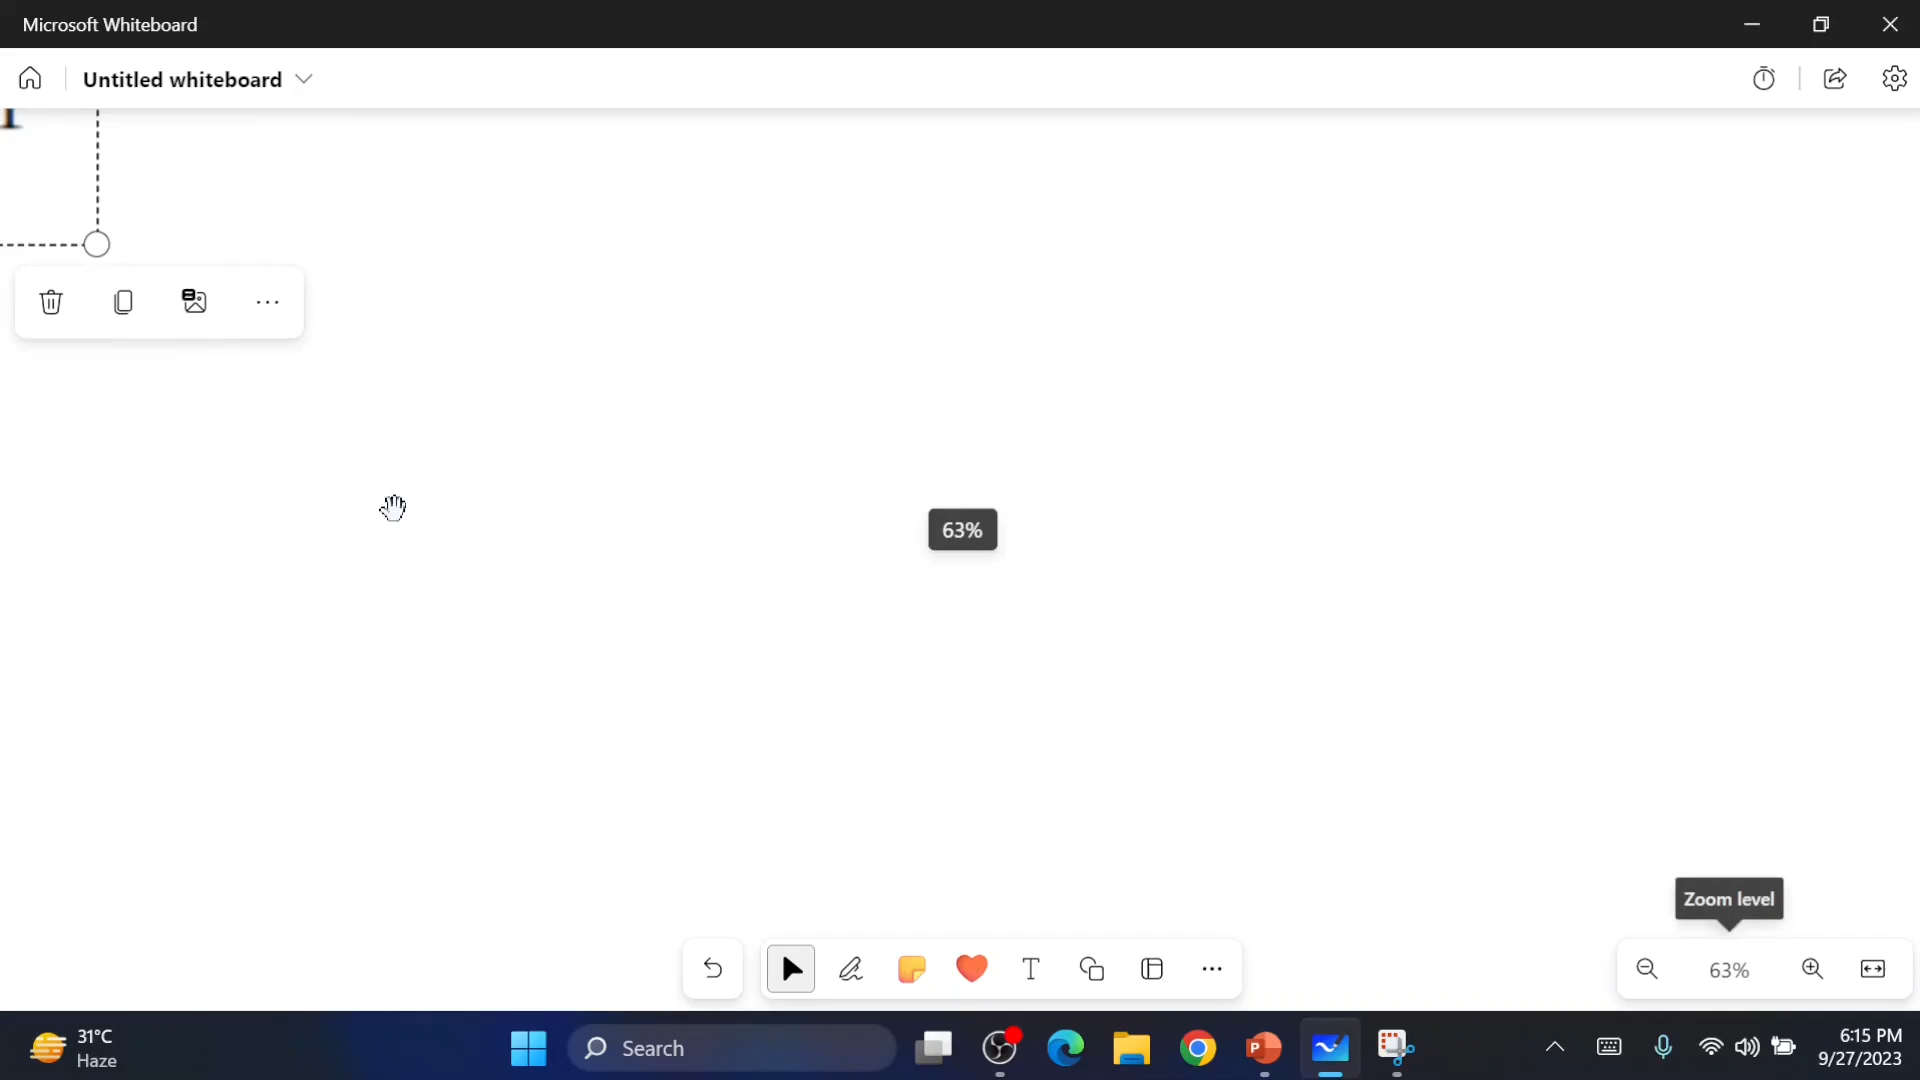 Microsoft Whiteboard
Untitled whiteboard
63%
Zoom level
63%
31°C
Haze
Search
6:15 PM
9/27/2023